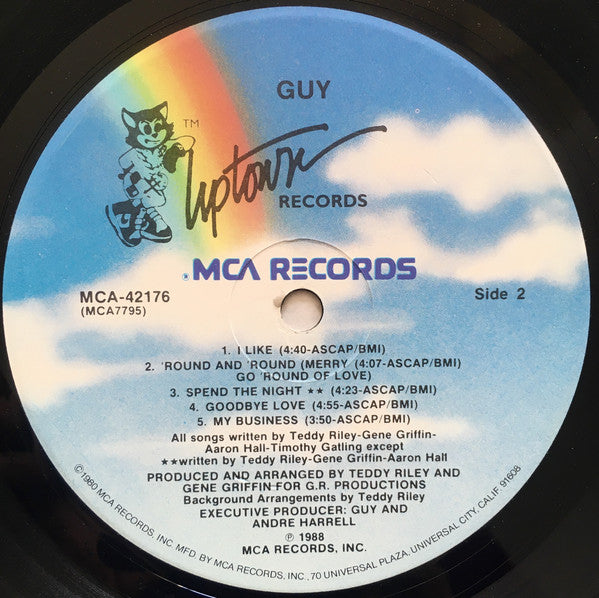 GUY
TM
Uptown
RECORDS
MCA RECORDS
MCA-42176
(MCA7795)
Side 2
1. I LIKE (4:40-ASCAP/BMI)
2. 'ROUND AND 'ROUND (MERRY (4:07-ASCAP/BMI)
GO 'ROUND OF LOVE)
3. SPEND THE NIGHT ★★ (4:23-ASCAP/BMI)
4. GOODBYE LOVE (4:55-ASCAP/BMI)
5. MY BUSINESS (3:50-ASCAP/BMI)
All songs written by Teddy Riley-Gene Griffin-
Aaron Hall-Timothy Gatling except
★★written by Teddy Riley-Gene Griffin-Aaron Hall
PRODUCED AND ARRANGED BY TEDDY RILEY AND
GENE GRIFFIN FOR G.R. PRODUCTIONS
Background Arrangements by Teddy Riley
EXECUTIVE PRODUCER: GUY AND
ANDRE HARRELL
℗ 1988
MCA RECORDS, INC.
©1980 MCA RECORDS, INC. MFD. BY MCA RECORDS, INC., 70 UNIVERSAL PLAZA, UNIVERSAL CITY, CALIF. 91608